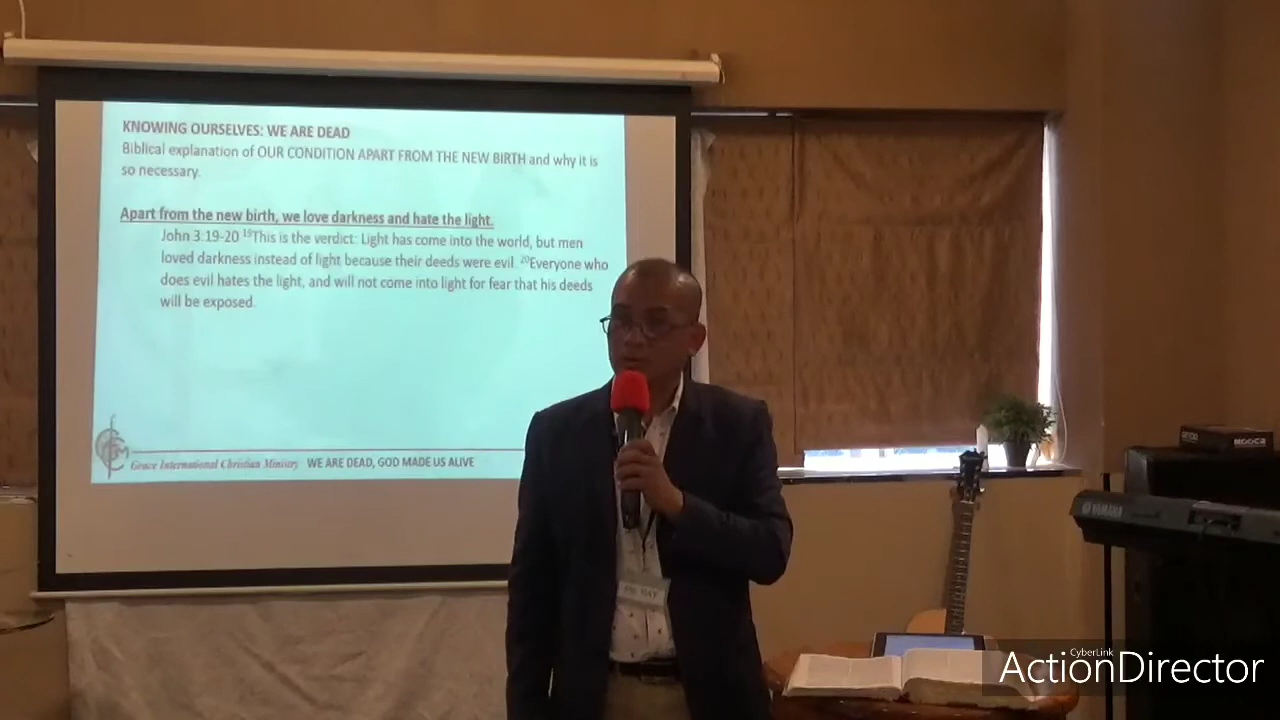 KNOWING OURSELVES: WE ARE DEAD
Biblical explanation of OUR CONDITION APART FROM THE NEW BIRTH and why it is
so necessary.
Apart from the new birth, we love darkness and hate the light.
John 3:19-20 ¹⁹This is the verdict: Light has come into the world, but men
loved darkness instead of light because their deeds were evil. ²⁰Everyone who
does evil hates the light, and will not come into light for fear that his deeds
will be exposed.
Grace International Christian Ministry WE ARE DEAD, GOD MADE US ALIVE
YAMAHA
MOOER
CyberLink
ActionDirector